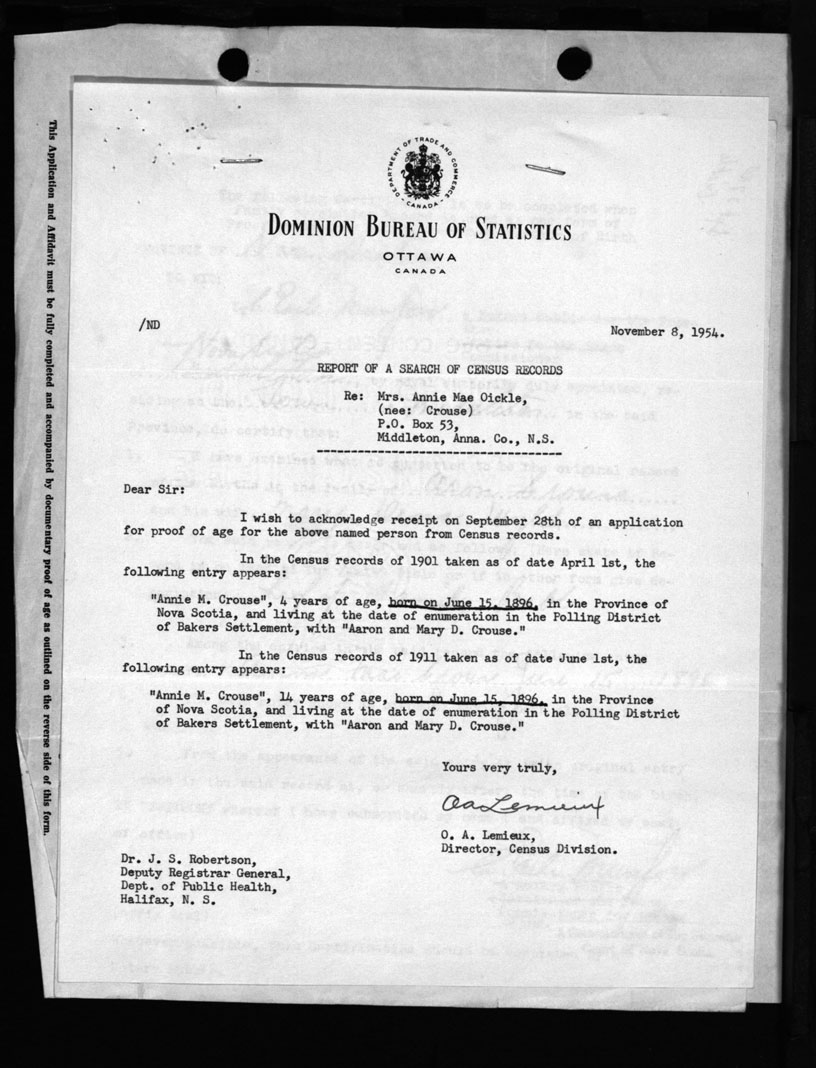 This Application and Affidavit must be fully completed and accompanied by documentary proof of age as outlined on the reverse side of this form.
DEPARTMENT OF TRADE AND COMMERCE
- CANADA -
DOMINION BUREAU OF STATISTICS
OTTAWA
CANADA
/ND
November 8, 1954.
REPORT OF A SEARCH OF CENSUS RECORDS
Re: Mrs. Annie Mae Oickle,
(nee: Crouse)
P.O. Box 53,
Middleton, Anna. Co., N.S.
Dear Sir:
I wish to acknowledge receipt on September 28th of an application
for proof of age for the above named person from Census records.
In the Census records of 1901 taken as of date April 1st, the
following entry appears:
"Annie M. Crouse", 4 years of age, born on June 15, 1896, in the Province of
Nova Scotia, and living at the date of enumeration in the Polling District
of Bakers Settlement, with "Aaron and Mary D. Crouse."
In the Census records of 1911 taken as of date June 1st, the
following entry appears:
"Annie M. Crouse", 14 years of age, born on June 15, 1896, in the Province
of Nova Scotia, and living at the date of enumeration in the Polling District
of Bakers Settlement, with "Aaron and Mary D. Crouse."
Yours very truly,
OA Lemieux
O. A. Lemieux,
Director, Census Division.
Dr. J. S. Robertson,
Deputy Registrar General,
Dept. of Public Health,
Halifax, N. S.